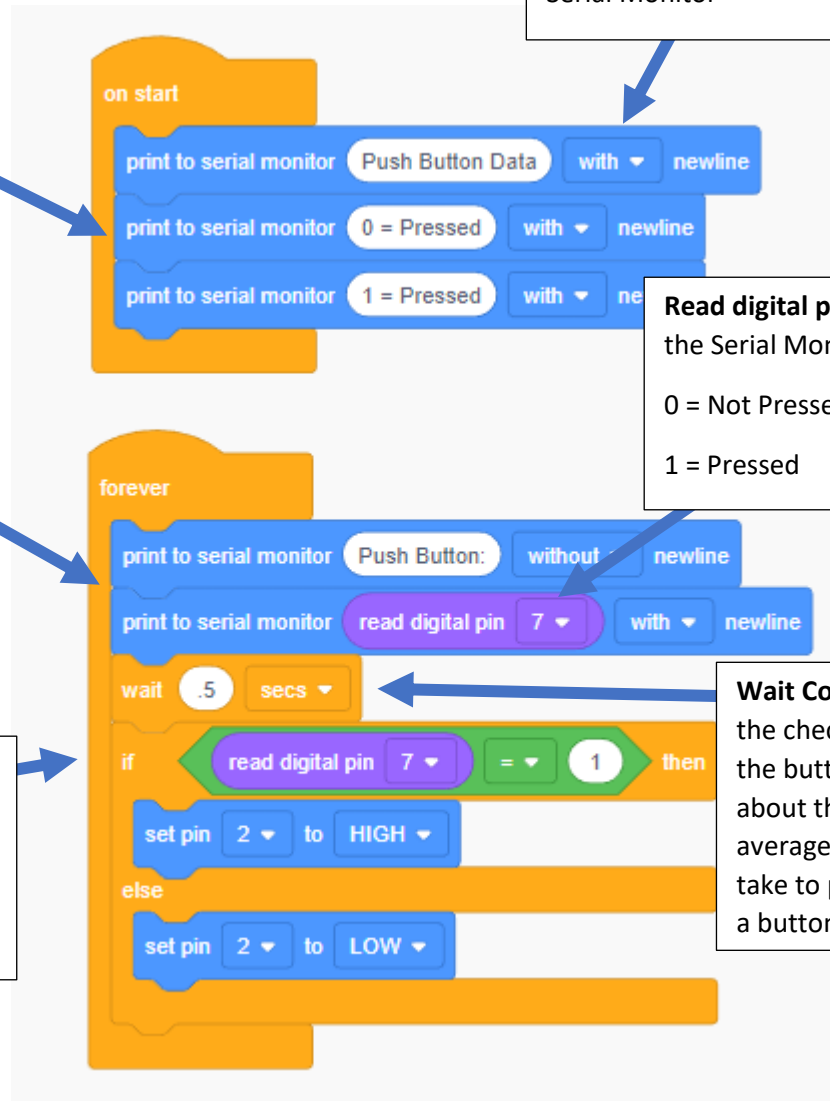 Serial Monitor
on start
print to serial monitor Push Button Data with newline
print to serial monitor 0 = Pressed with newline
print to serial monitor 1 = Pressed with ne
Read digital p
the Serial Mon
0 = Not Presse
1 = Pressed
forever
print to serial monitor Push Button: without newline
print to serial monitor read digital pin 7 with newline
wait .5 secs
Wait Co
the chec
the butt
about th
average
take to p
a button
if read digital pin 7 = 1 then
set pin 2 to HIGH
else
set pin 2 to LOW